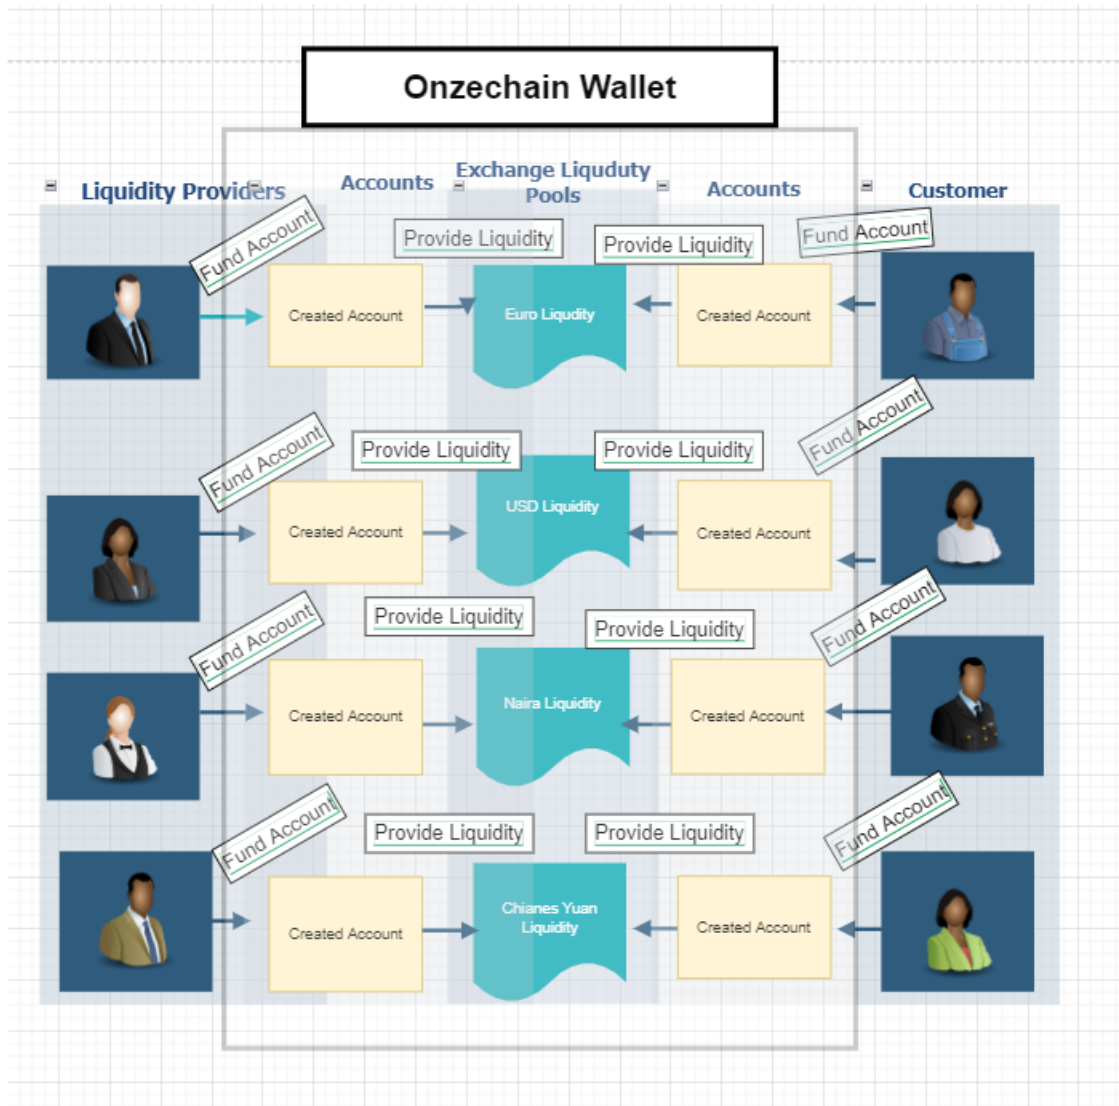 Onzechain Wallet
Exchange Liquduty
Pools
Liquidity Providers
Accounts
Accounts
Customer
Fund Account
Provide Liquidity
Provide Liquidity
Fund Account
Created Account
Euro Liqudity
Created Account
Fund Account
Provide Liquidity
Provide Liquidity
Fund Account
Created Account
USD Liquidity
Created Account
Fund Account
Provide Liquidity
Provide Liquidity
Fund Account
Created Account
Naira Liquidity
Created Account
Fund Account
Provide Liquidity
Provide Liquidity
Fund Account
Created Account
Chianes Yuan
Liquidity
Created Account